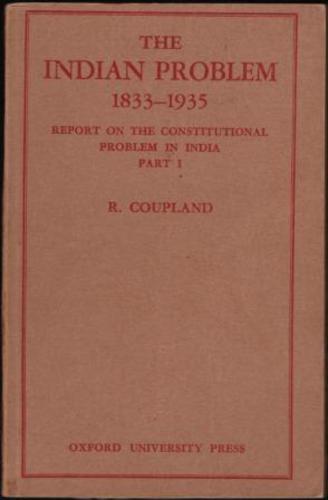 THE
INDIAN PROBLEM
1833–1935
REPORT ON THE CONSTITUTIONAL
PROBLEM IN INDIA
PART I
R. COUPLAND
OXFORD UNIVERSITY PRESS